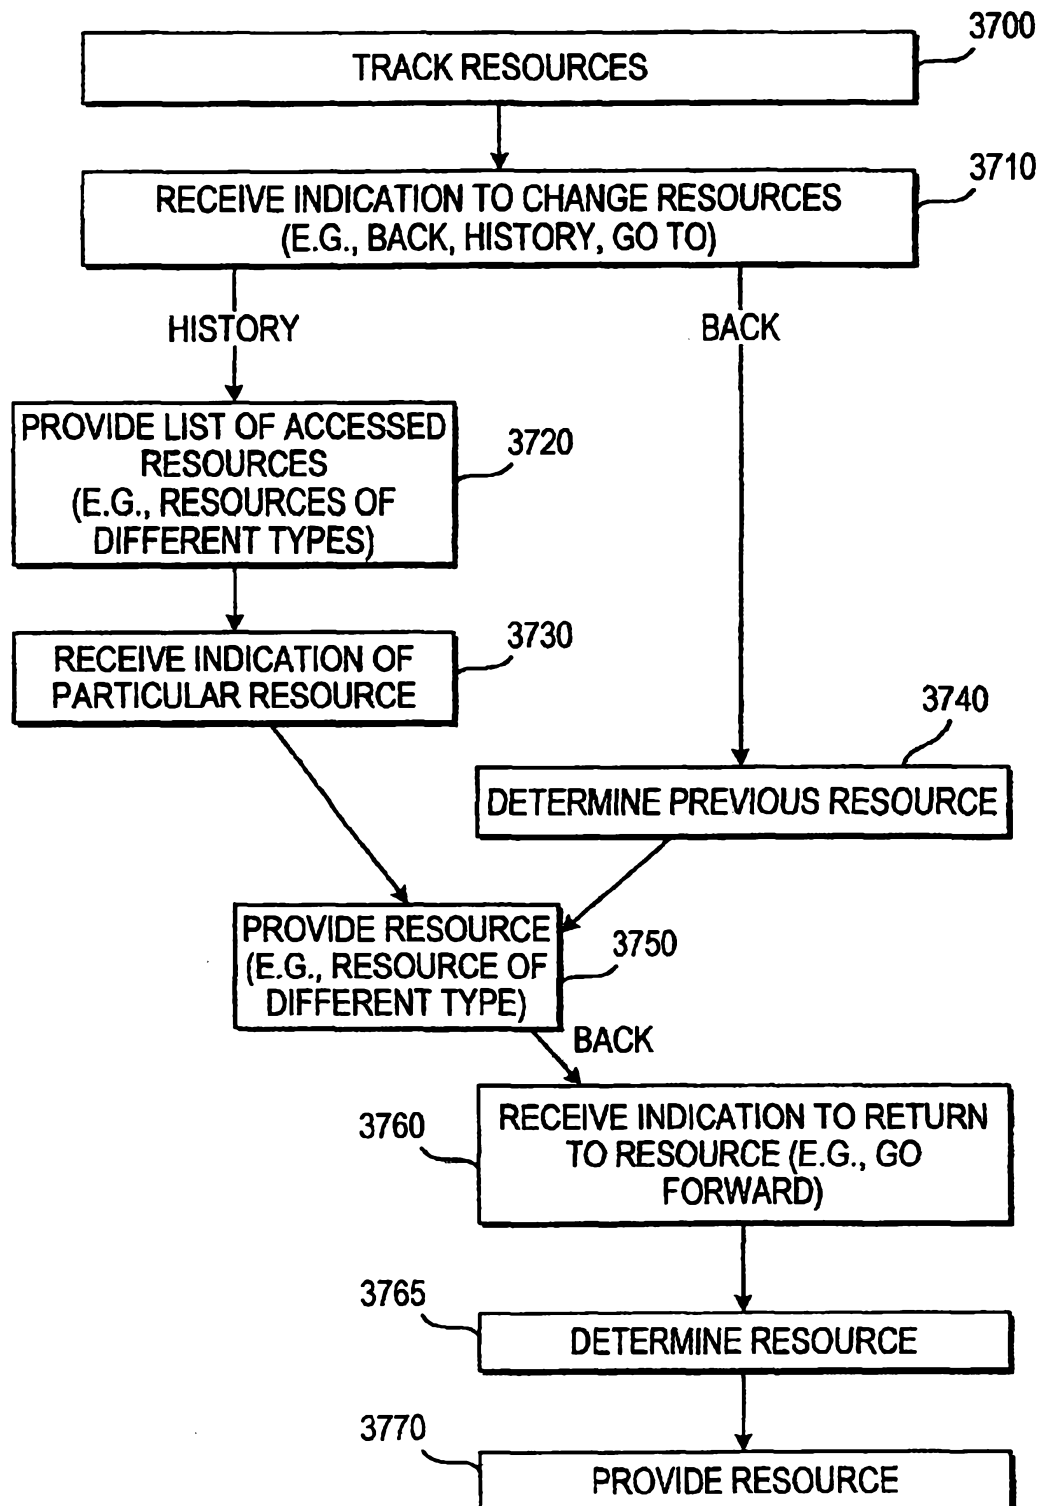 3700
TRACK RESOURCES
3710
RECEIVE INDICATION TO CHANGE RESOURCES
(E.G., BACK, HISTORY, GO TO)
HISTORY
BACK
PROVIDE LIST OF ACCESSED
RESOURCES
(E.G., RESOURCES OF
DIFFERENT TYPES)
3720
3730
RECEIVE INDICATION OF
PARTICULAR RESOURCE
3740
DETERMINE PREVIOUS RESOURCE
PROVIDE RESOURCE
(E.G., RESOURCE OF
DIFFERENT TYPE)
3750
BACK
3760
RECEIVE INDICATION TO RETURN
TO RESOURCE (E.G., GO
FORWARD)
3765
DETERMINE RESOURCE
3770
PROVIDE RESOURCE